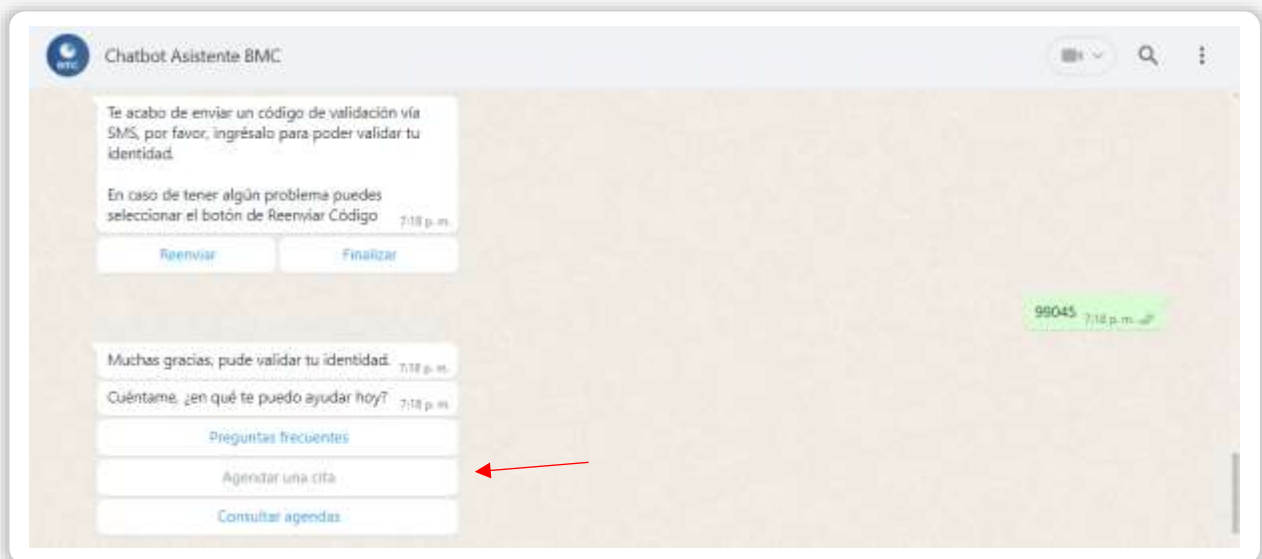 BMC
Chatbot Asistente BMC
Te acabo de enviar un código de validación vía
SMS, por favor, ingrésalo para poder validar tu
identidad.
En caso de tener algún problema puedes
seleccionar el botón de Reenviar Código 7:18 p. m.
Reenviar Finalizar
99045 7:18 p. m.
Muchas gracias, pude validar tu identidad. 7:18 p. m.
Cuéntame, ¿en qué te puedo ayudar hoy? 7:18 p. m.
Preguntas frecuentes
Agendar una cita
Consultar agendas